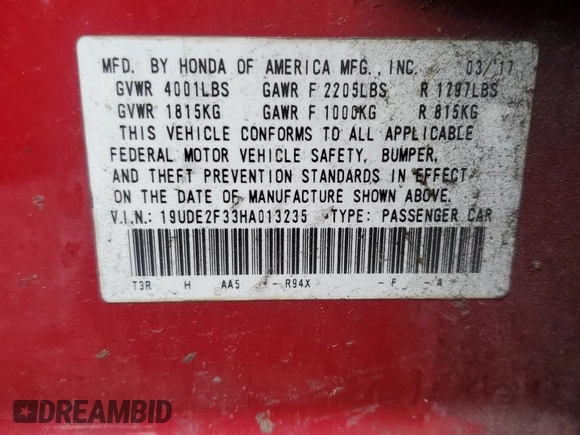 MFD. BY HONDA OF AMERICA MFG., INC. 03/17
GVWR 4001LBS GAWR F 2205LBS R 1797LBS
GVWR 1815KG GAWR F 1000KG R 815KG
THIS VEHICLE CONFORMS TO ALL APPLICABLE
FEDERAL MOTOR VEHICLE SAFETY, BUMPER,
AND THEFT PREVENTION STANDARDS IN EFFECT
ON THE DATE OF MANUFACTURE SHOWN ABOVE.
V.I.N.: 19UDE2F33HA013235 TYPE: PASSENGER CAR
T3R H AA5 - R94X - F - A
DREAMBID